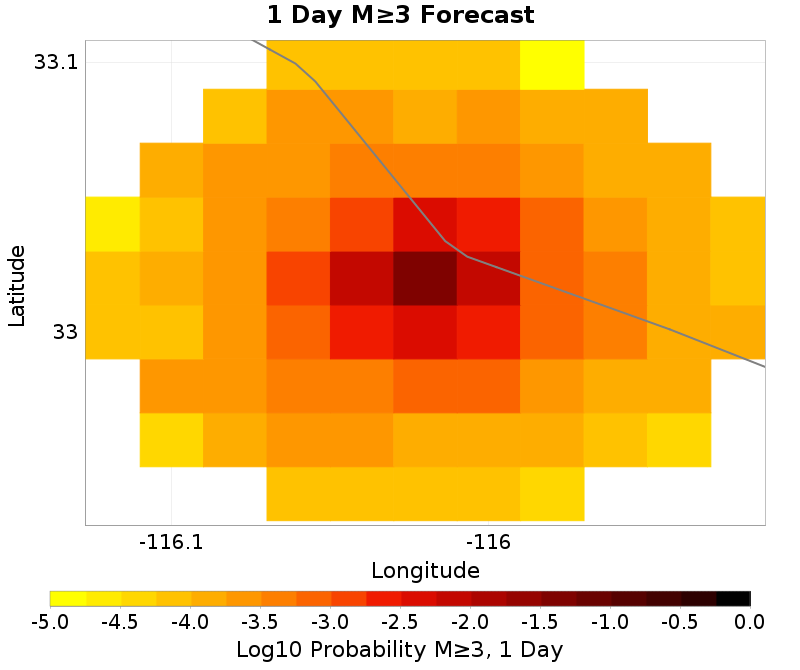 1 Day M≥3 Forecast
33.1
Latitude
33
-116.1 -116
Longitude
-5.0 -4.5 -4.0 -3.5 -3.0 -2.5 -2.0 -1.5 -1.0 -0.5 0.0
Log10 Probability M≥3, 1 Day